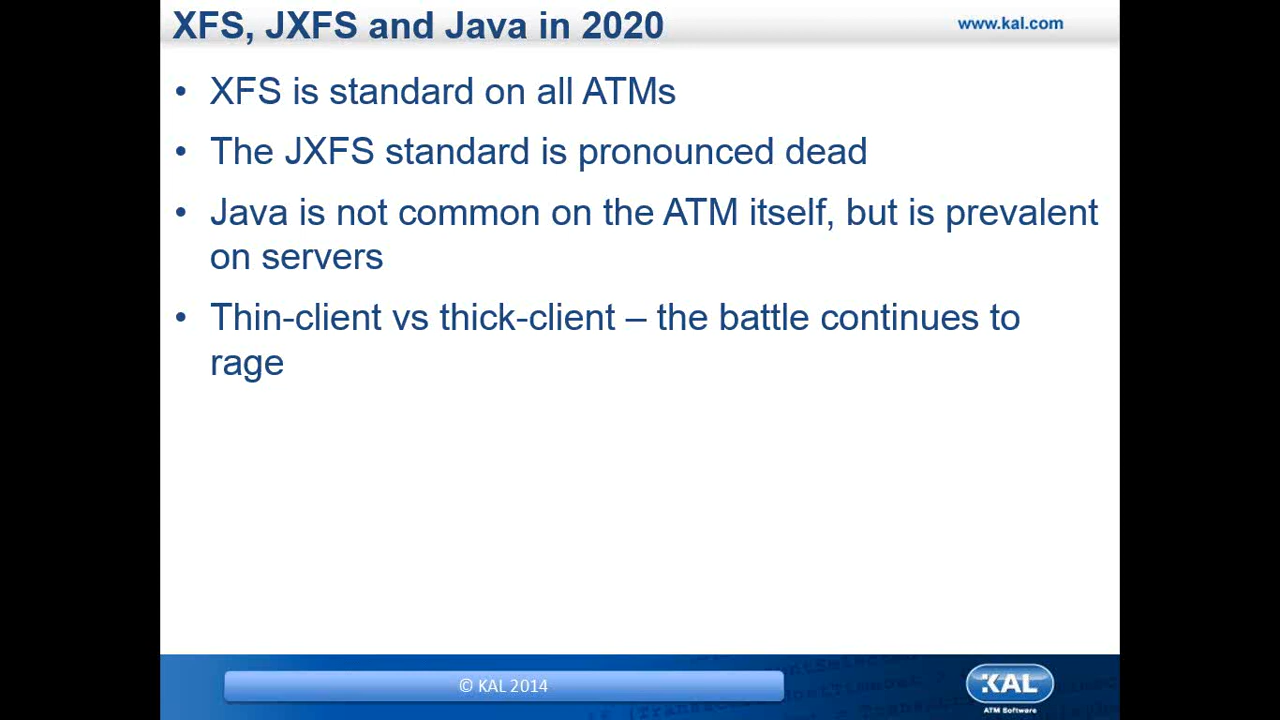 XFS, JXFS and Java in 2020
www.kal.com
• XFS is standard on all ATMs
• The JXFS standard is pronounced dead
• Java is not common on the ATM itself, but is prevalent
on servers
• Thin-client vs thick-client – the battle continues to
rage
© KAL 2014
KAL
ATM Software